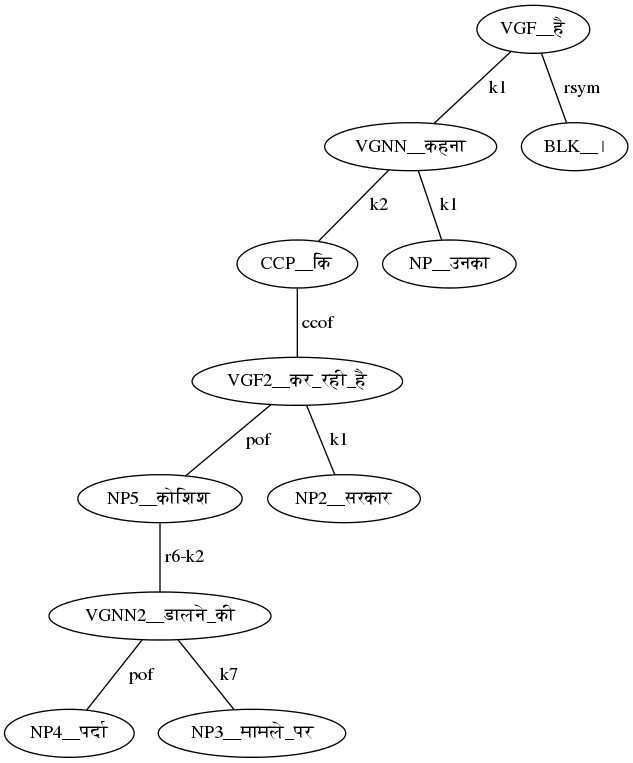 VGF__है
k1
rsym
VGNN__कहना
BLK__।
k2
k1
CCP__कि
NP__उनका
ccof
VGF2__कर_रही_है
pof
k1
NP5__कोशिश
NP2__सरकार
r6-k2
VGNN2__डालने_की
pof
k7
NP4__पर्दा
NP3__मामले_पर